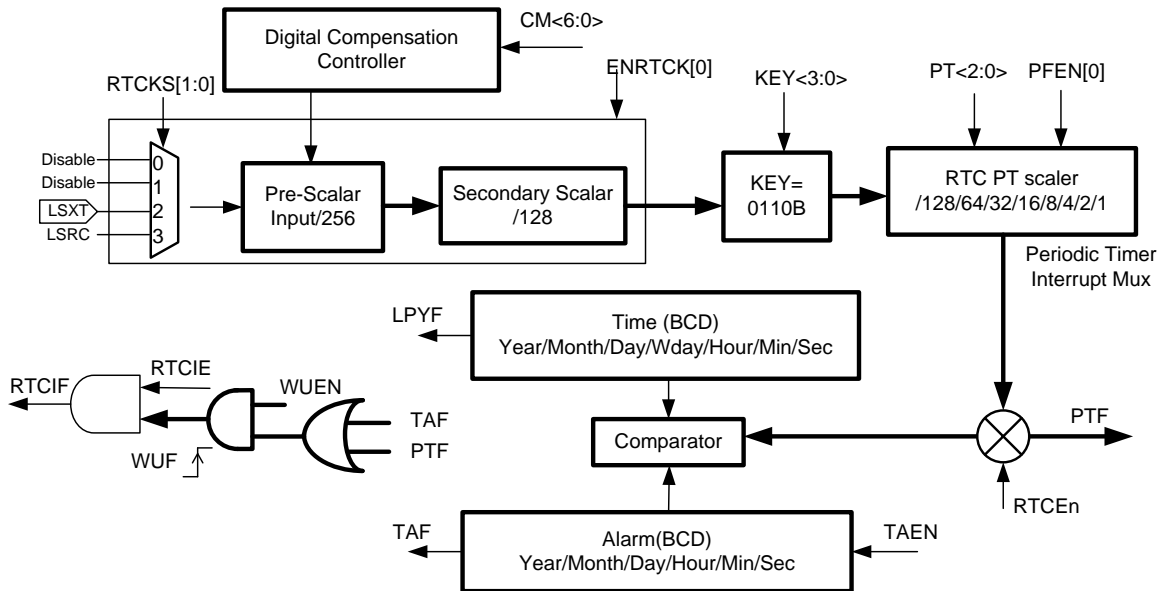 CM<6:0>
Digital Compensation
Controller
RTCKS[1:0]
ENRTCK[0]
KEY<3:0>
PT<2:0>
PFEN[0]
Disable
0
Disable
1
LSXT
2
LSRC
3
Pre-Scalar
Input/256
Secondary Scalar
/128
KEY=
0110B
RTC PT scaler
/128/64/32/16/8/4/2/1
Periodic Timer
Interrupt Mux
LPYF
Time (BCD)
Year/Month/Day/Wday/Hour/Min/Sec
RTCIF
RTCIE
WUEN
TAF
PTF
WUF
Comparator
PTF
RTCEn
TAF
Alarm(BCD)
Year/Month/Day/Hour/Min/Sec
TAEN